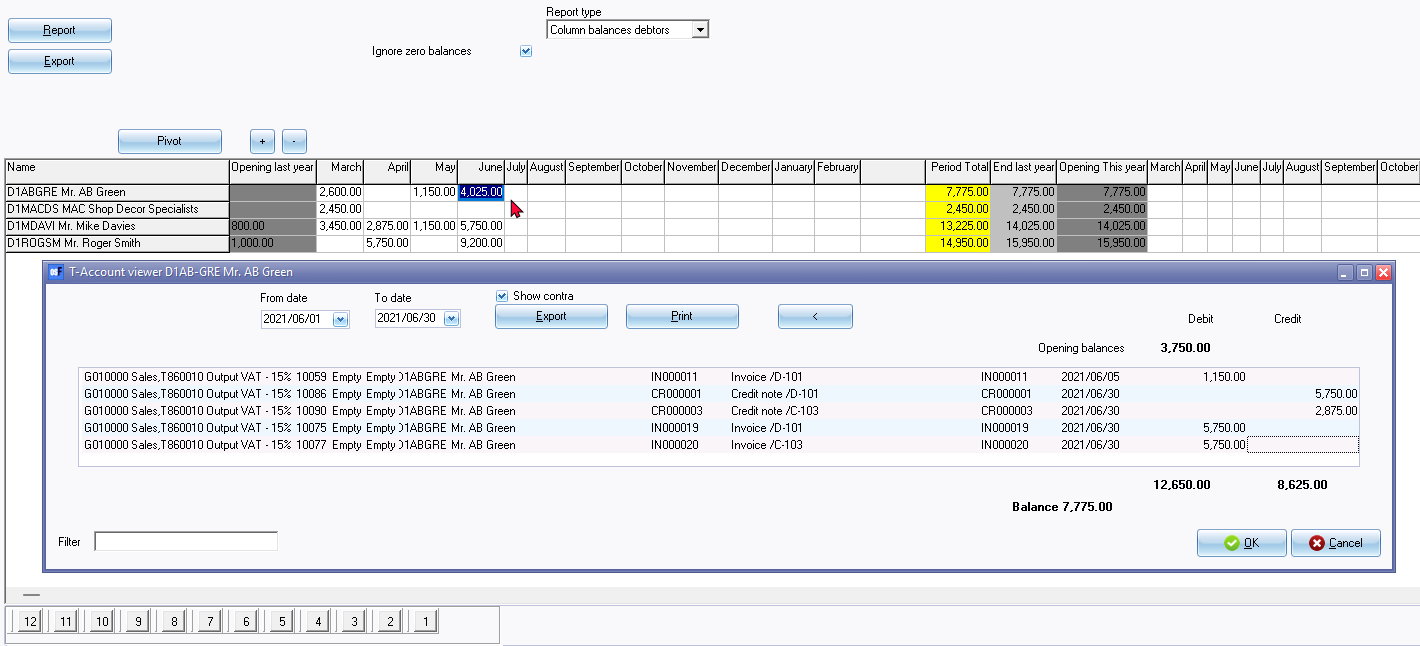 Report type
Report
Column balances debtors
Ignore zero balances
Export
Pivot + -
Name Opening last year March April May June July August September October November December January February Period Total End last year Opening This year March April May June July August September October
D1ABGRE Mr. AB Green 2,600.00 1,150.00 4,025.00 7,775.00 7,775.00 7,775.00
D1MACDS MAC Shop Decor Specialists 2,450.00 2,450.00 2,450.00 2,450.00
D1MDAVI Mr. Mike Davies 800.00 3,450.00 2,875.00 1,150.00 5,750.00 13,225.00 14,025.00 14,025.00
D1ROGSM Mr. Roger Smith 1,000.00 5,750.00 9,200.00 14,950.00 15,950.00 15,950.00
T-Account viewer D1AB-GRE Mr. AB Green
From date To date Show contra
2021/06/01 2021/06/30 Export Print < Debit Credit
Opening balances 3,750.00
G010000 Sales,T860010 Output VAT - 15% 10059 Empty Empty D1ABGRE Mr. AB Green IN000011 Invoice /D-101 IN000011 2021/06/05 1,150.00
G010000 Sales,T860010 Output VAT - 15% 10086 Empty Empty D1ABGRE Mr. AB Green CR000001 Credit note /D-101 CR000001 2021/06/30 5,750.00
G010000 Sales,T860010 Output VAT - 15% 10090 Empty Empty D1ABGRE Mr. AB Green CR000003 Credit note /C-103 CR000003 2021/06/30 2,875.00
G010000 Sales,T860010 Output VAT - 15% 10075 Empty Empty D1ABGRE Mr. AB Green IN000019 Invoice /D-101 IN000019 2021/06/30 5,750.00
G010000 Sales,T860010 Output VAT - 15% 10077 Empty Empty D1ABGRE Mr. AB Green IN000020 Invoice /C-103 IN000020 2021/06/30 5,750.00
12,650.00 8,625.00
Balance 7,775.00
Filter OK Cancel
12 11 10 9 8 7 6 5 4 3 2 1